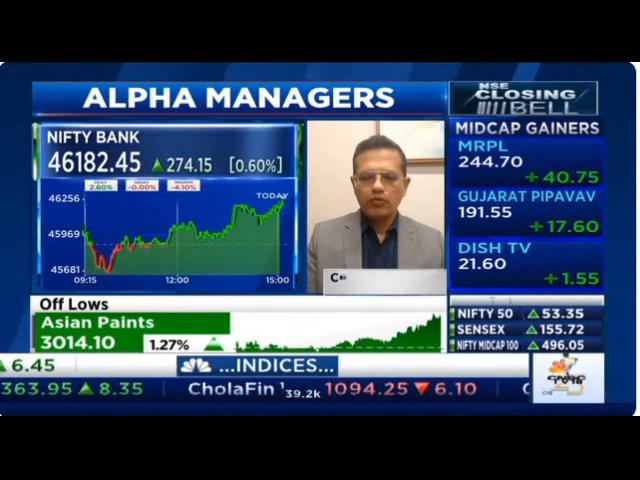 ALPHA MANAGERS
NSE
CLOSING
BELL
NIFTY BANK
46182.45 ▲ 274.15 [0.60%]
2.60% -0.00% -4.10%
TODAY
46256
45969
45681
09:15 12:00 15:00
MIDCAP GAINERS
MRPL
244.70
+40.75
GUJARAT PIPAVAV
191.55
+17.60
DISH TV
21.60
+1.55
Off Lows
Asian Paints
3014.10 1.27%
NIFTY 50 ▲ 53.35
SENSEX ▲ 155.72
NIFTY MIDCAP 100 ▲ 496.05
▲ 6.45
...INDICES...
363.95 ▲ 8.35 CholaFin 39.2k 1094.25 ▼ 6.10